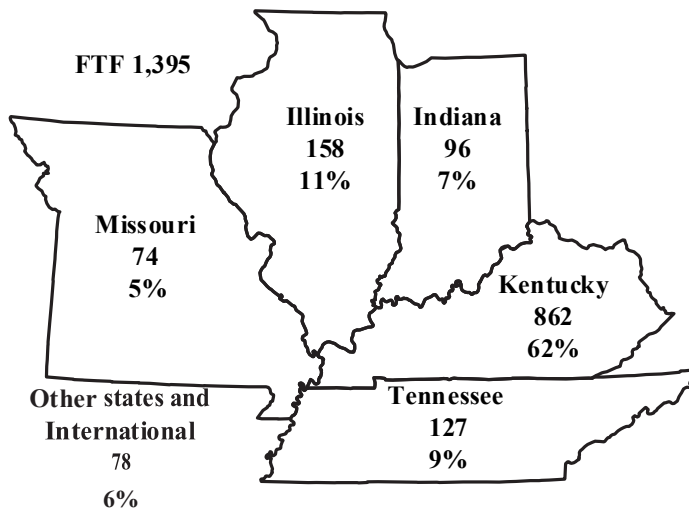 FTF 1,395
Illinois
158
11%
Indiana
96
7%
Missouri
74
5%
Kentucky
862
62%
Other states and
International
78
6%
Tennessee
127
9%